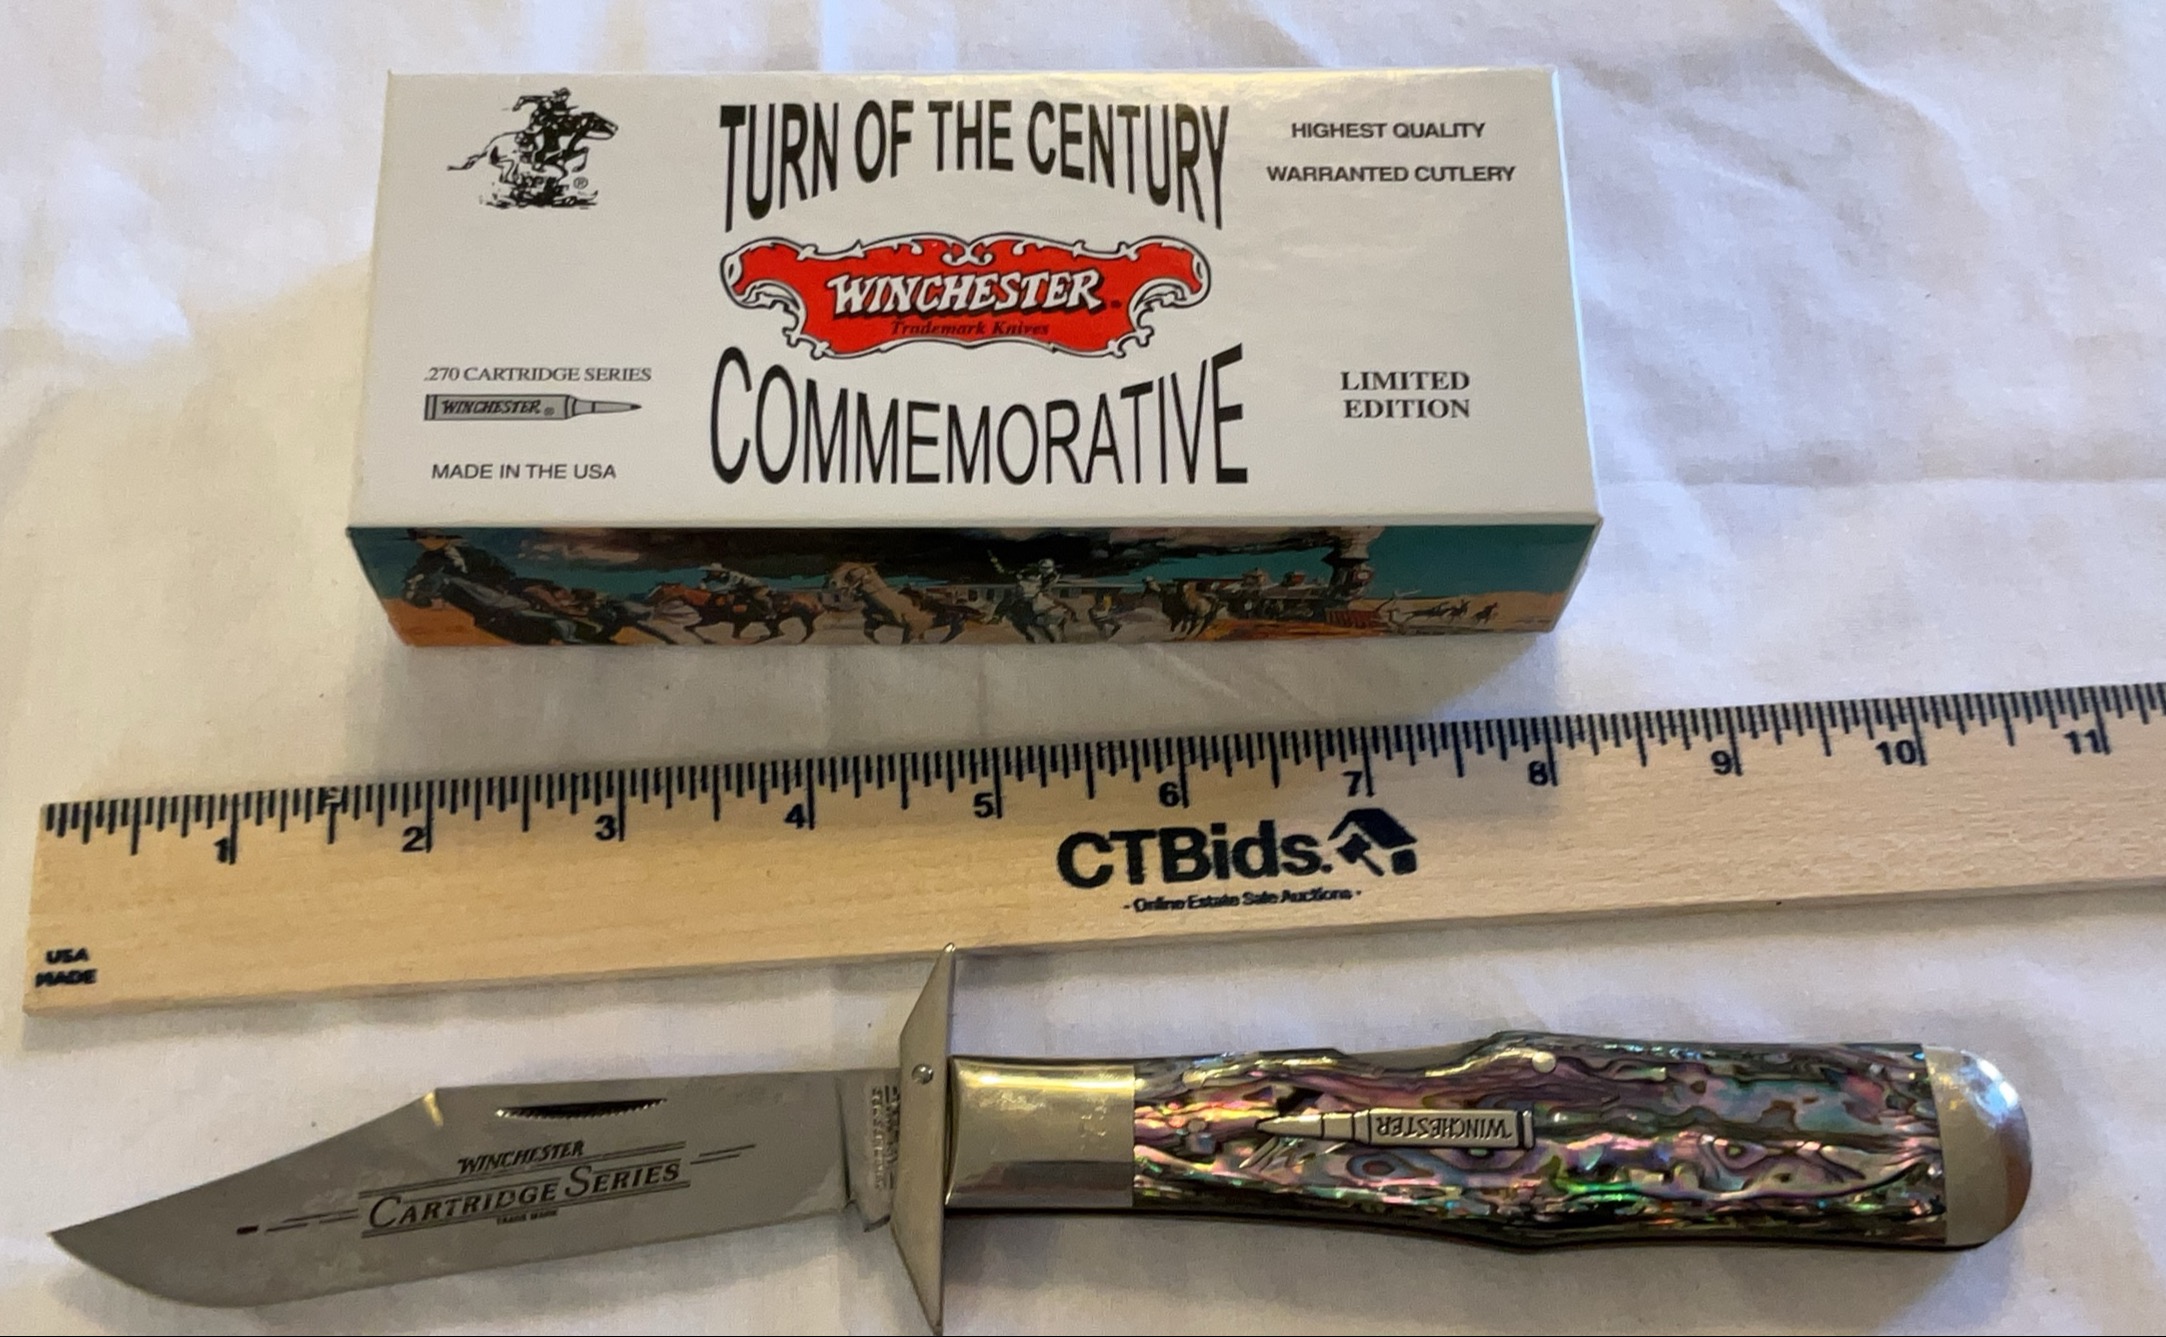 TURN OF THE CENTURY
HIGHEST QUALITY
WARRANTED CUTLERY
®
WINCHESTER®
Trademark Knives
.270 CARTRIDGE SERIES
WINCHESTER ®
MADE IN THE USA
COMMEMORATIVE
LIMITED
EDITION
1 2 3 4 5 6 7 8 9 10 11
CTBids.
- Online Estate Sale Auctions -
USA
MADE
WINCHESTER
CARTRIDGE SERIES
TRADE MARK
WINCHESTER